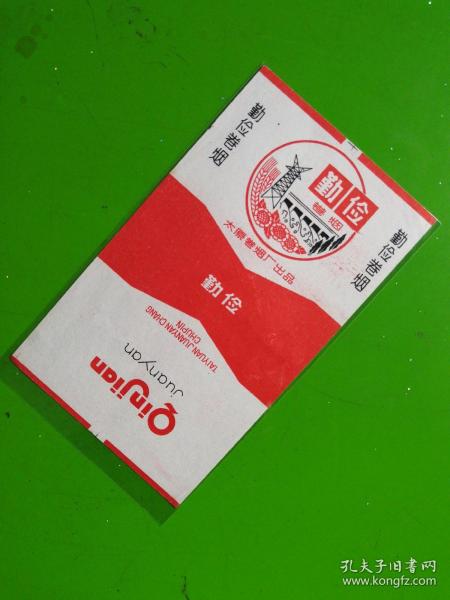 勤俭卷烟
勤俭
卷烟
太原卷烟厂出品
勤俭卷烟
勤俭
TAIYUAN JUANYAN CHANG
CHUPIN
Juanyan
Qinjian
孔夫子旧书网
www.kongfz.com